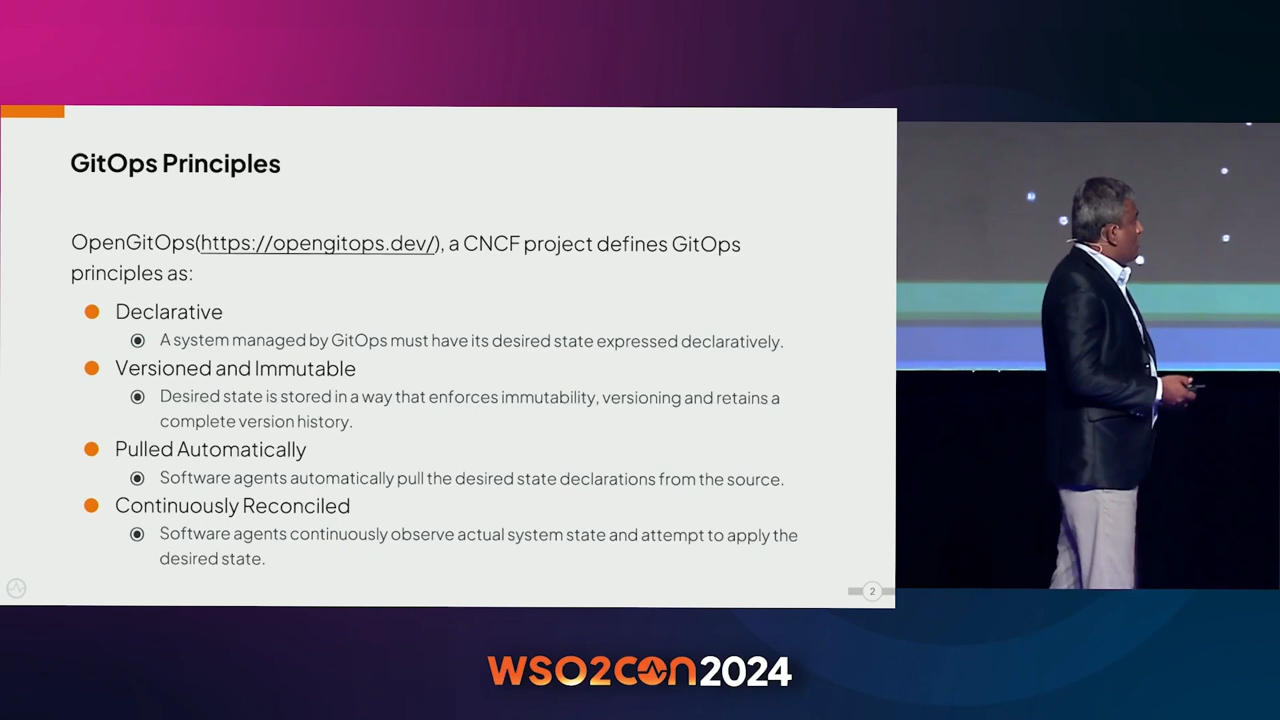 GitOps Principles
OpenGitOps(https://opengitops.dev/), a CNCF project defines GitOps
principles as:
Declarative
A system managed by GitOps must have its desired state expressed declaratively.
Versioned and Immutable
Desired state is stored in a way that enforces immutability, versioning and retains a
complete version history.
Pulled Automatically
Software agents automatically pull the desired state declarations from the source.
Continuously Reconciled
Software agents continuously observe actual system state and attempt to apply the
desired state.
2
WSO2CON2024